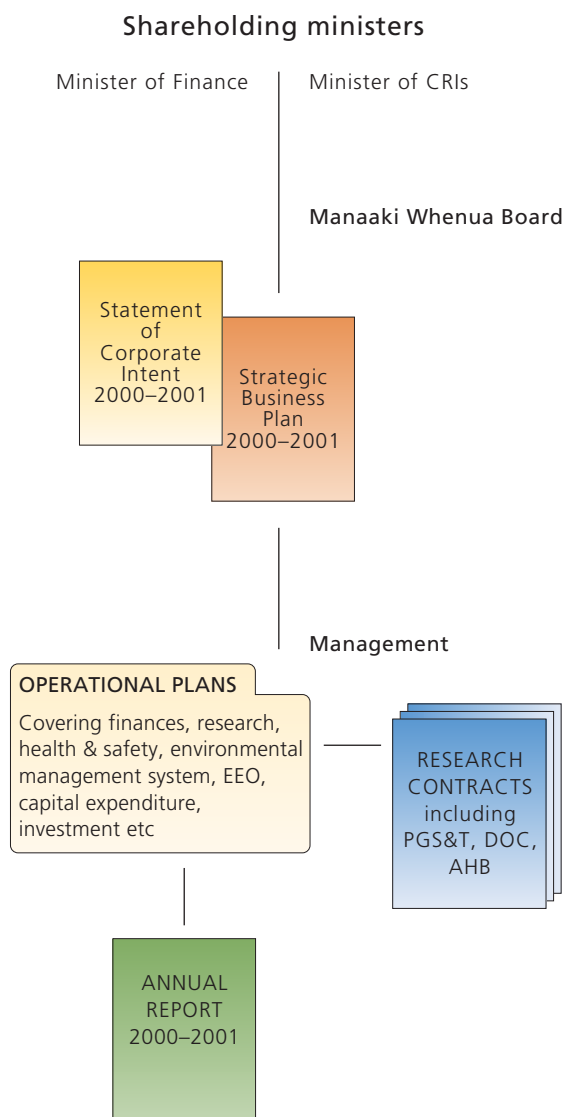 Shareholding ministers
Minister of Finance
Minister of CRIs
Manaaki Whenua Board
Statement
of
Corporate
Intent
2000–2001
Strategic
Business
Plan
2000–2001
Management
OPERATIONAL PLANS
Covering finances, research,
health & safety, environmental
management system, EEO,
capital expenditure,
investment etc
RESEARCH
CONTRACTS
including
PGS&T, DOC,
AHB
ANNUAL
REPORT
2000–2001